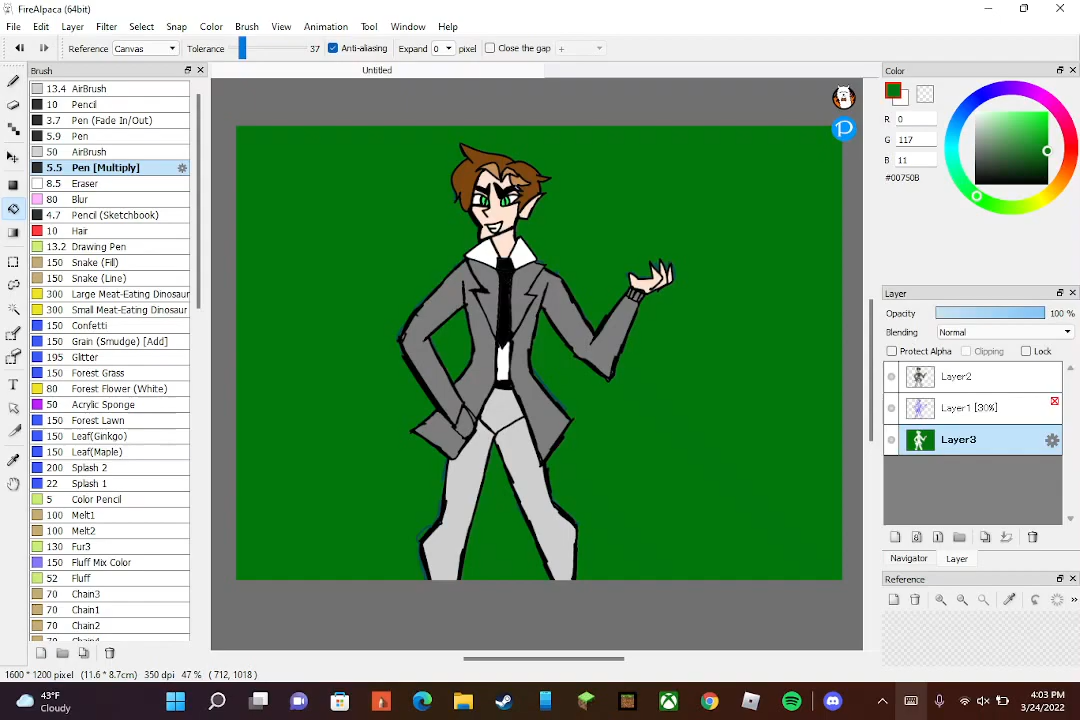 FireAlpaca (64bit)
File Edit Layer Filter Select Snap Color Brush View Animation Tool Window Help
Reference Canvas Tolerance 37 Anti-aliasing Expand 0 pixel Close the gap +
Brush
Untitled
13.4 AirBrush
10 Pencil
3.7 Pen (Fade In/Out)
5.9 Pen
50 AirBrush
5.5 Pen [Multiply]
8.5 Eraser
80 Blur
4.7 Pencil (Sketchbook)
10 Hair
13.2 Drawing Pen
150 Snake (Fill)
150 Snake (Line)
300 Large Meat-Eating Dinosaur
300 Small Meat-Eating Dinosaur
150 Confetti
150 Grain (Smudge) [Add]
195 Glitter
150 Forest Grass
80 Forest Flower (White)
100 Acrylic Sponge
150 Forest Lawn
150 Leaf(Ginkgo)
150 Leaf(Maple)
200 Splash 2
22 Splash 1
5 Color Pencil
100 Melt1
100 Melt2
130 Fur3
150 Fluff Mix Color
52 Fluff
70 Chain3
70 Chain1
70 Chain2
70 Chain4
Color
R 0
G 117
B 11
#00750B
Layer
Opacity 100 %
Blending Normal
Protect Alpha Clipping Lock
Layer2
Layer1 [30%]
Layer3
Navigator Layer
Reference
1600 * 1200 pixel (11.6 * 8.7cm) 350 dpi 47 % ( 712, 1018 )
43°F
Cloudy
4:03 PM
3/24/2022